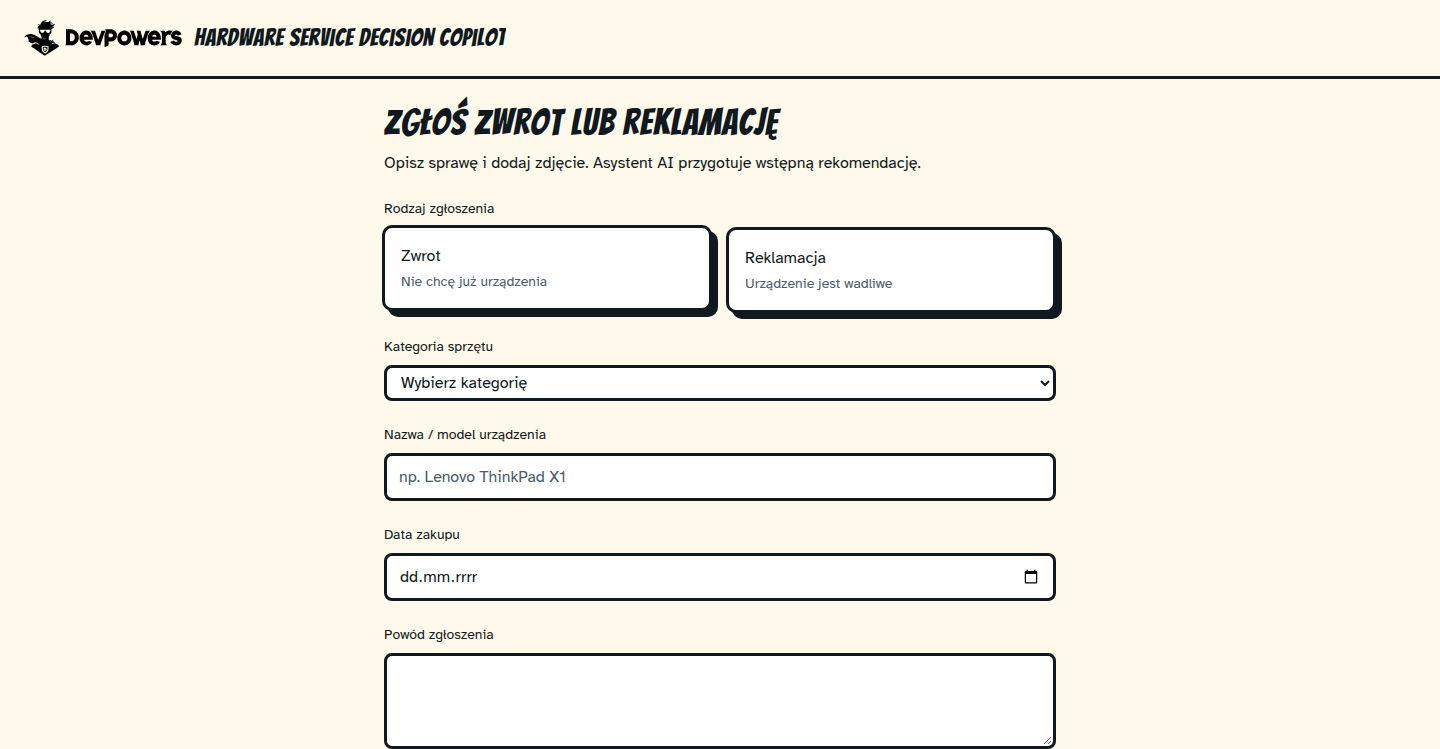 DevPowers HARDWARE SERVICE DECISION COPILOT
ZGŁOŚ ZWROT LUB REKLAMACJĘ
Opisz sprawę i dodaj zdjęcie. Asystent AI przygotuje wstępną rekomendację.
Rodzaj zgłoszenia
Zwrot
Nie chcę już urządzenia
Reklamacja
Urządzenie jest wadliwe
Kategoria sprzętu
Wybierz kategorię
Nazwa / model urządzenia
np. Lenovo ThinkPad X1
Data zakupu
dd.mm.rrrr
Powód zgłoszenia